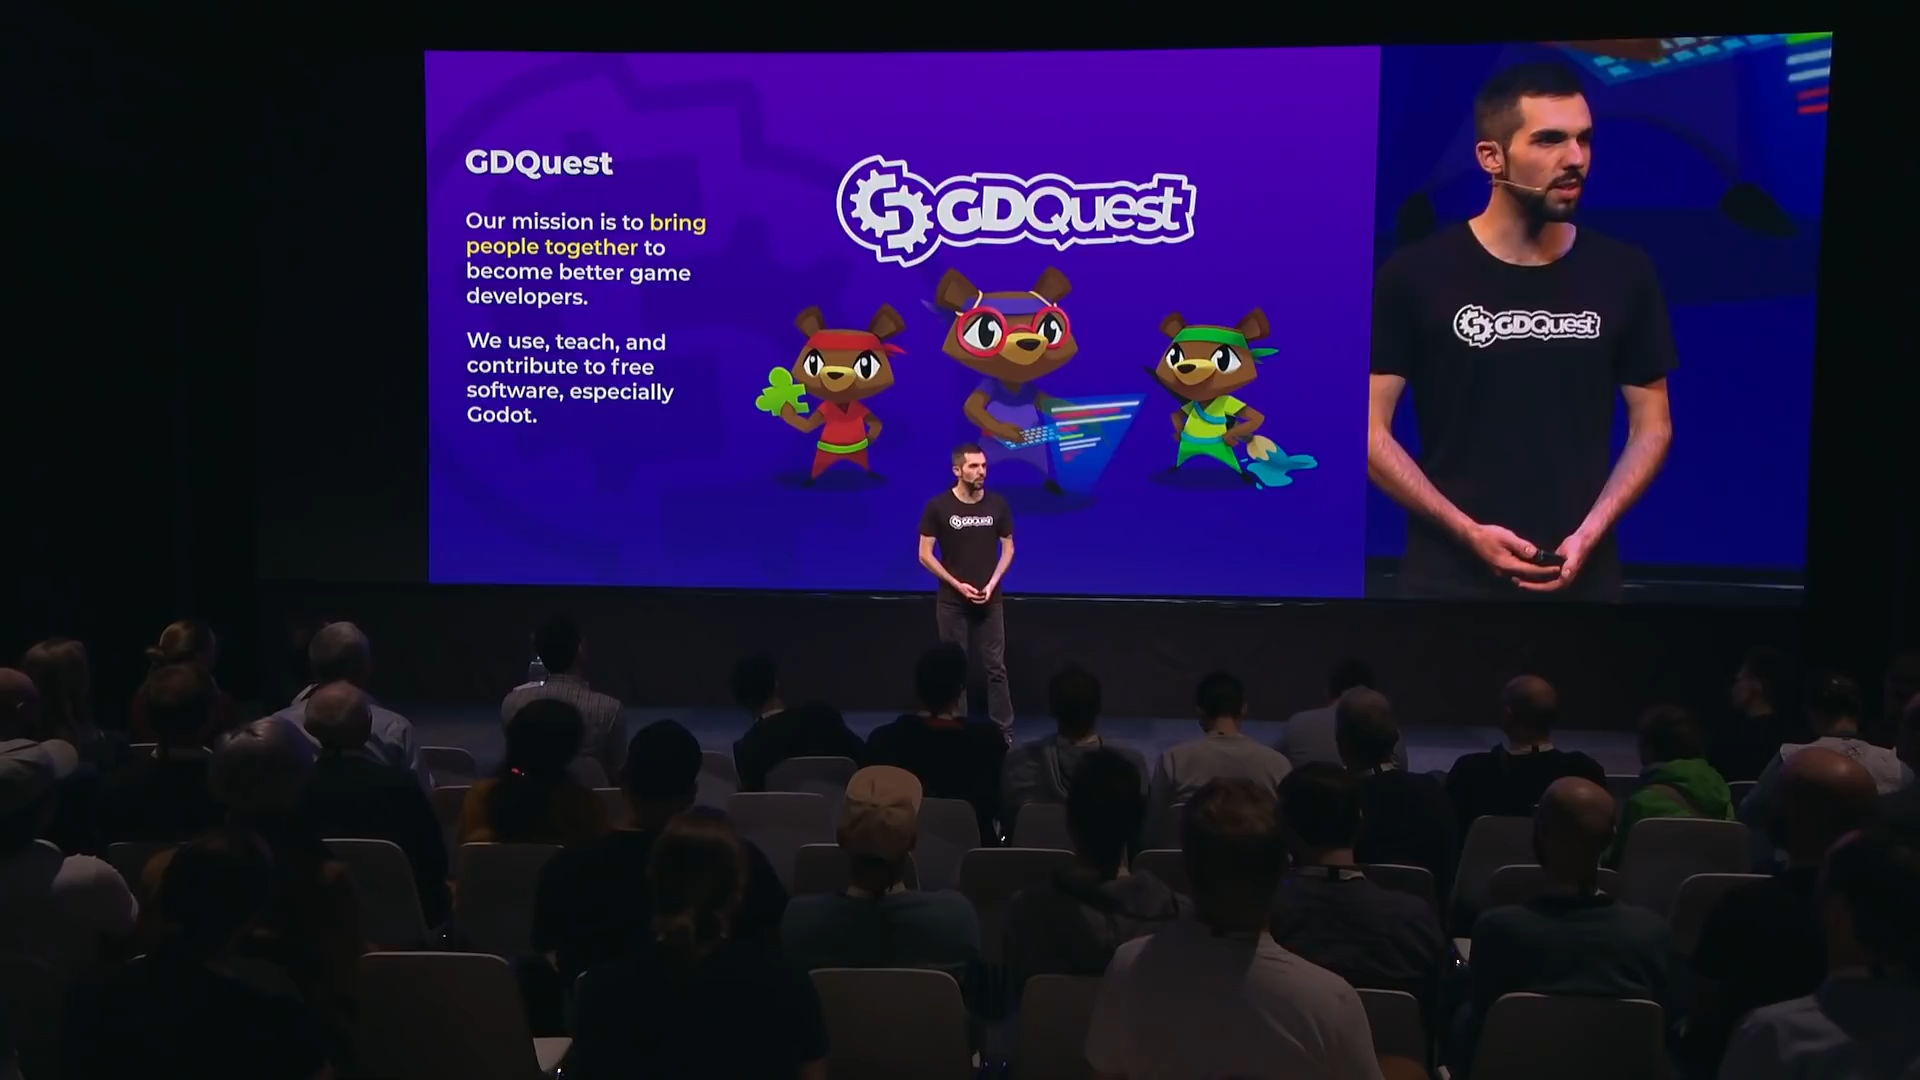 GDQuest
Our mission is to bring
people together to
become better game
developers.
We use, teach, and
contribute to free
software, especially
Godot.
GDQuest
GDQuest
GDQuest